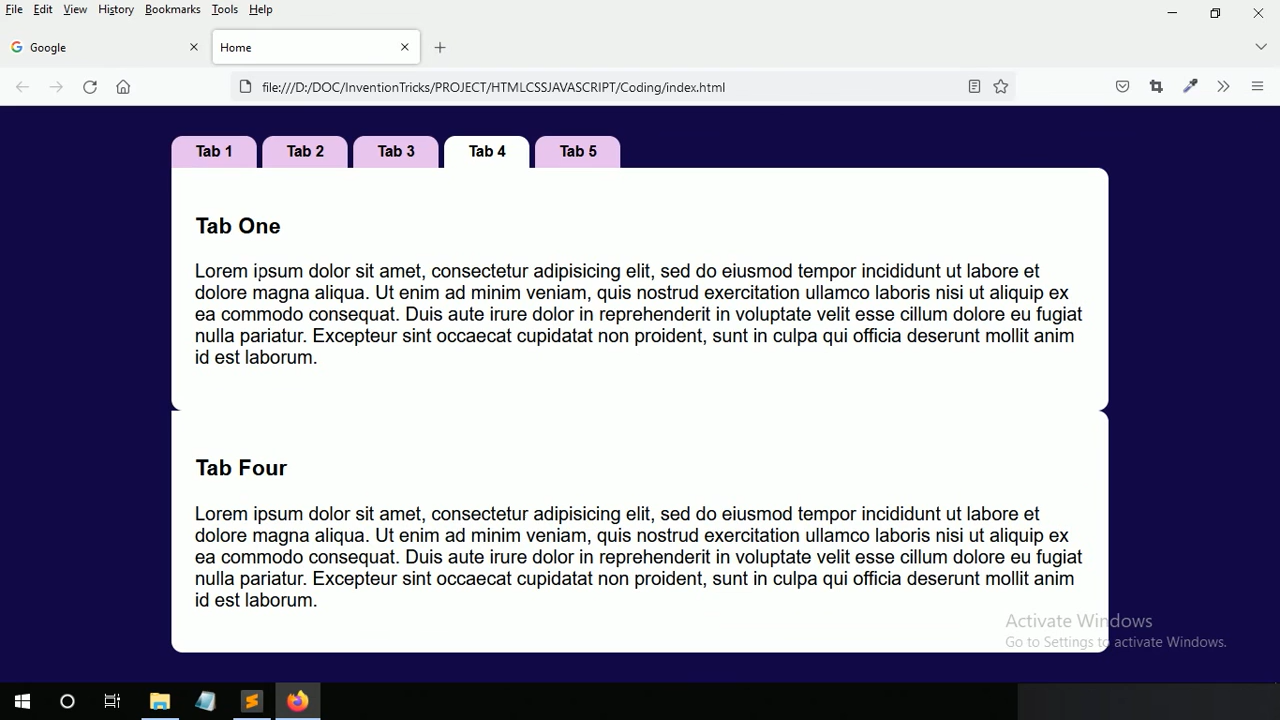 File Edit View History Bookmarks Tools Help
Google
Home
file:///D:/DOC/InventionTricks/PROJECT/HTMLCSSJAVASCRIPT/Coding/index.html
Tab 1 Tab 2 Tab 3 Tab 4 Tab 5
Tab One
Lorem ipsum dolor sit amet, consectetur adipisicing elit, sed do eiusmod tempor incididunt ut labore et
dolore magna aliqua. Ut enim ad minim veniam, quis nostrud exercitation ullamco laboris nisi ut aliquip ex
ea commodo consequat. Duis aute irure dolor in reprehenderit in voluptate velit esse cillum dolore eu fugiat
nulla pariatur. Excepteur sint occaecat cupidatat non proident, sunt in culpa qui officia deserunt mollit anim
id est laborum.
Tab Four
Lorem ipsum dolor sit amet, consectetur adipisicing elit, sed do eiusmod tempor incididunt ut labore et
dolore magna aliqua. Ut enim ad minim veniam, quis nostrud exercitation ullamco laboris nisi ut aliquip ex
ea commodo consequat. Duis aute irure dolor in reprehenderit in voluptate velit esse cillum dolore eu fugiat
nulla pariatur. Excepteur sint occaecat cupidatat non proident, sunt in culpa qui officia deserunt mollit anim
id est laborum.
Activate Windows
Go to Settings to activate Windows.